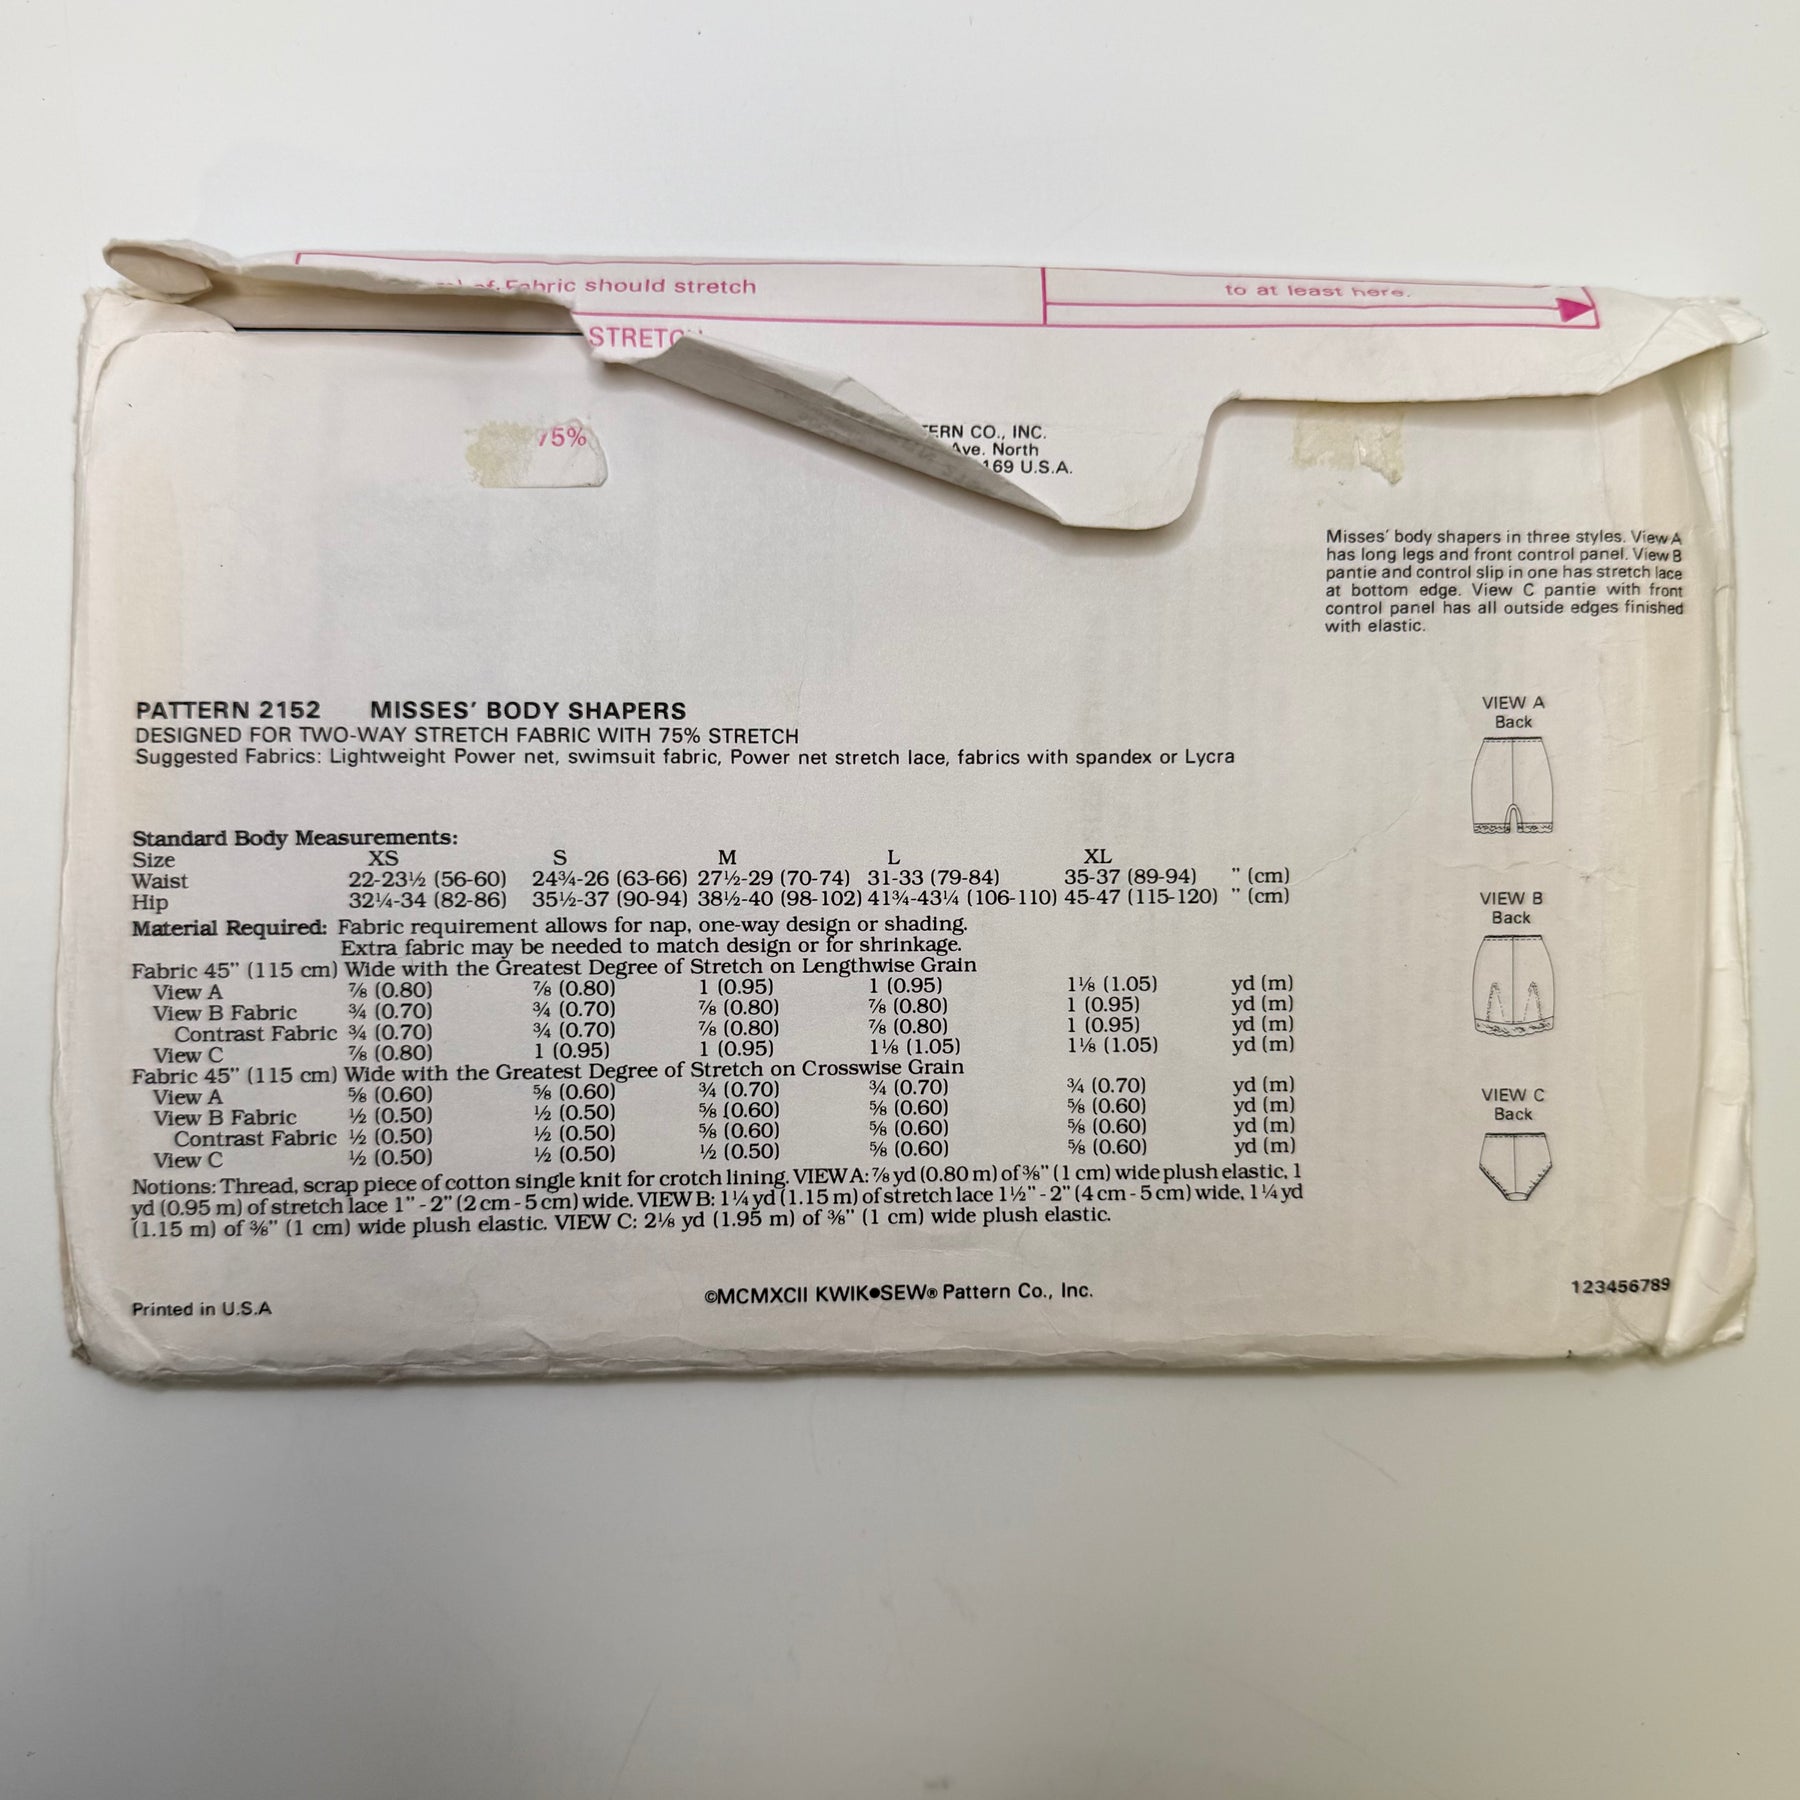 of Fabric should stretch
to at least here.
STRETC
75%
TERN CO., INC.
Ave. North
169 U.S.A.
Misses' body shapers in three styles. View A
has long legs and front control panel. View B
pantie and control slip in one has stretch lace
at bottom edge. View C pantie with front
control panel has all outside edges finished
with elastic.
PATTERN 2152 MISSES' BODY SHAPERS
DESIGNED FOR TWO-WAY STRETCH FABRIC WITH 75% STRETCH
Suggested Fabrics: Lightweight Power net, swimsuit fabric, Power net stretch lace, fabrics with spandex or Lycra
VIEW A
Back
VIEW B
Back
VIEW C
Back
Standard Body Measurements:
Size XS S M L XL
Waist 22-23½ (56-60) 24¾-26 (63-66) 27½-29 (70-74) 31-33 (79-84) 35-37 (89-94) " (cm)
Hip 32¼-34 (82-86) 35½-37 (90-94) 38½-40 (98-102) 41¾-43¼ (106-110) 45-47 (115-120) " (cm)
Material Required: Fabric requirement allows for nap, one-way design or shading.
Extra fabric may be needed to match design or for shrinkage.
Fabric 45" (115 cm) Wide with the Greatest Degree of Stretch on Lengthwise Grain
View A ⅞ (0.80) ⅞ (0.80) 1 (0.95) 1 (0.95) 1⅛ (1.05) yd (m)
View B Fabric ¾ (0.70) ¾ (0.70) ⅞ (0.80) ⅞ (0.80) 1 (0.95) yd (m)
Contrast Fabric ¾ (0.70) ¾ (0.70) ⅞ (0.80) ⅞ (0.80) 1 (0.95) yd (m)
View C ⅞ (0.80) 1 (0.95) 1 (0.95) 1⅛ (1.05) 1⅛ (1.05) yd (m)
Fabric 45" (115 cm) Wide with the Greatest Degree of Stretch on Crosswise Grain
View A ⅝ (0.60) ⅝ (0.60) ¾ (0.70) ¾ (0.70) ¾ (0.70) yd (m)
View B Fabric ½ (0.50) ½ (0.50) ⅝ (0.60) ⅝ (0.60) ⅝ (0.60) yd (m)
Contrast Fabric ½ (0.50) ½ (0.50) ⅝ (0.60) ⅝ (0.60) ⅝ (0.60) yd (m)
View C ½ (0.50) ½ (0.50) ½ (0.50) ⅝ (0.60) ⅝ (0.60) yd (m)
Notions: Thread, scrap piece of cotton single knit for crotch lining. VIEW A: ⅞ yd (0.80 m) of ⅜" (1 cm) wide plush elastic, 1
yd (0.95 m) of stretch lace 1" - 2" (2 cm - 5 cm) wide. VIEW B: 1¼ yd (1.15 m) of stretch lace 1½" - 2" (4 cm - 5 cm) wide, 1¼ yd
(1.15 m) of ⅜" (1 cm) wide plush elastic. VIEW C: 2⅛ yd (1.95 m) of ⅜" (1 cm) wide plush elastic.
Printed in U.S.A
©MCMXCII KWIK•SEW® Pattern Co., Inc.
123456789